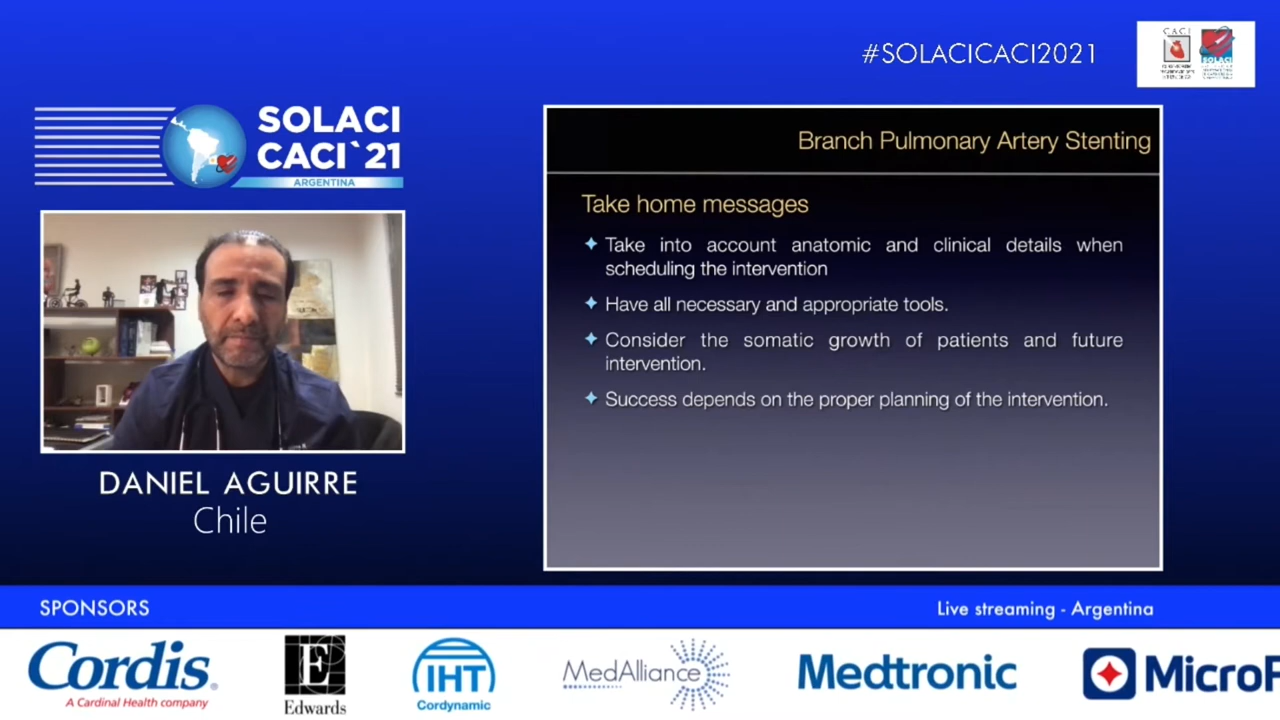 #SOLACICACI2021
CACI
SOLACI
SOLACI
CACI`21
ARGENTINA
Branch Pulmonary Artery Stenting
Take home messages
✦ Take into account anatomic and clinical details when
scheduling the intervention
✦ Have all necessary and appropriate tools.
✦ Consider the somatic growth of patients and future
intervention.
✦ Success depends on the proper planning of the intervention.
DANIEL AGUIRRE
Chile
SPONSORS
Live streaming - Argentina
Cordis®
A Cardinal Health company
E
Edwards
IHT
Cordynamic
MedAlliance
Medtronic
MicroP